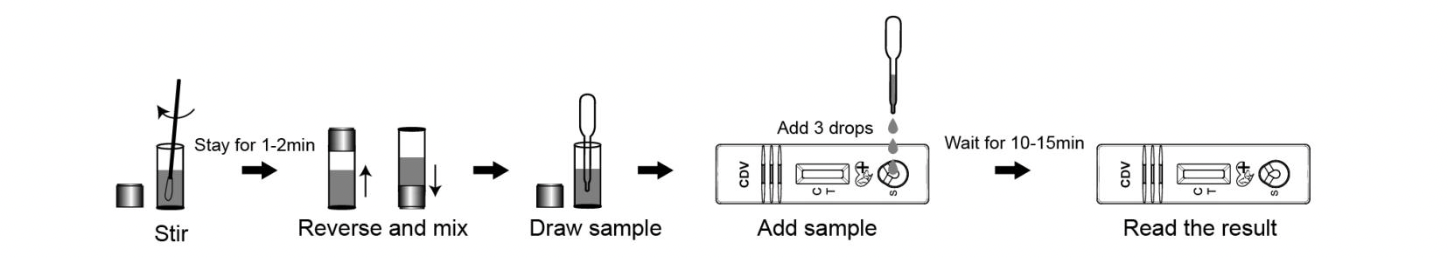 Stir
Stay for 1-2min
Reverse and mix
Draw sample
Add 3 drops
CDV
C
T
S
Add sample
Wait for 10-15min
CDV
C
T
S
Read the result